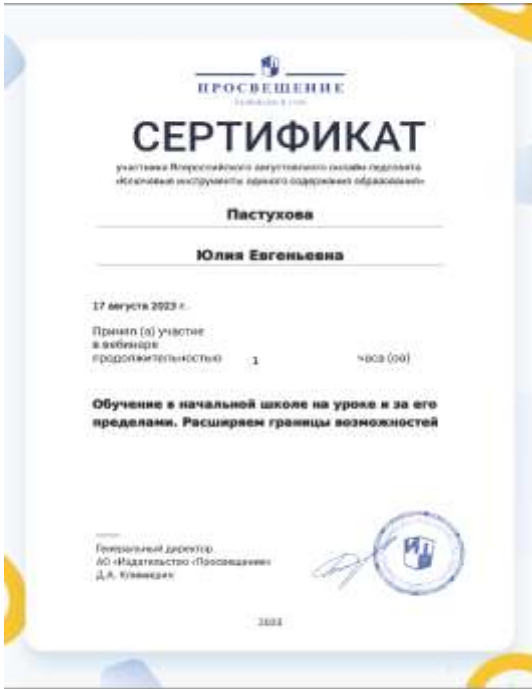 ПРОСВЕЩЕНИЕ
СЕРТИФИКАТ
участника Всероссийского августовского онлайн-педсовета
«Ключевые инструменты единого содержания образования»
Пастухова
Юлия Евгеньевна
17 августа 2023 г.
Принял (а) участие
в вебинаре
продолжительностью 1 часа (ов)
Обучение в начальной школе на уроке и за его
пределами. Расширяем границы возможностей
Генеральный директор
АО «Издательство «Просвещение»
Д.А. Климишин
2023